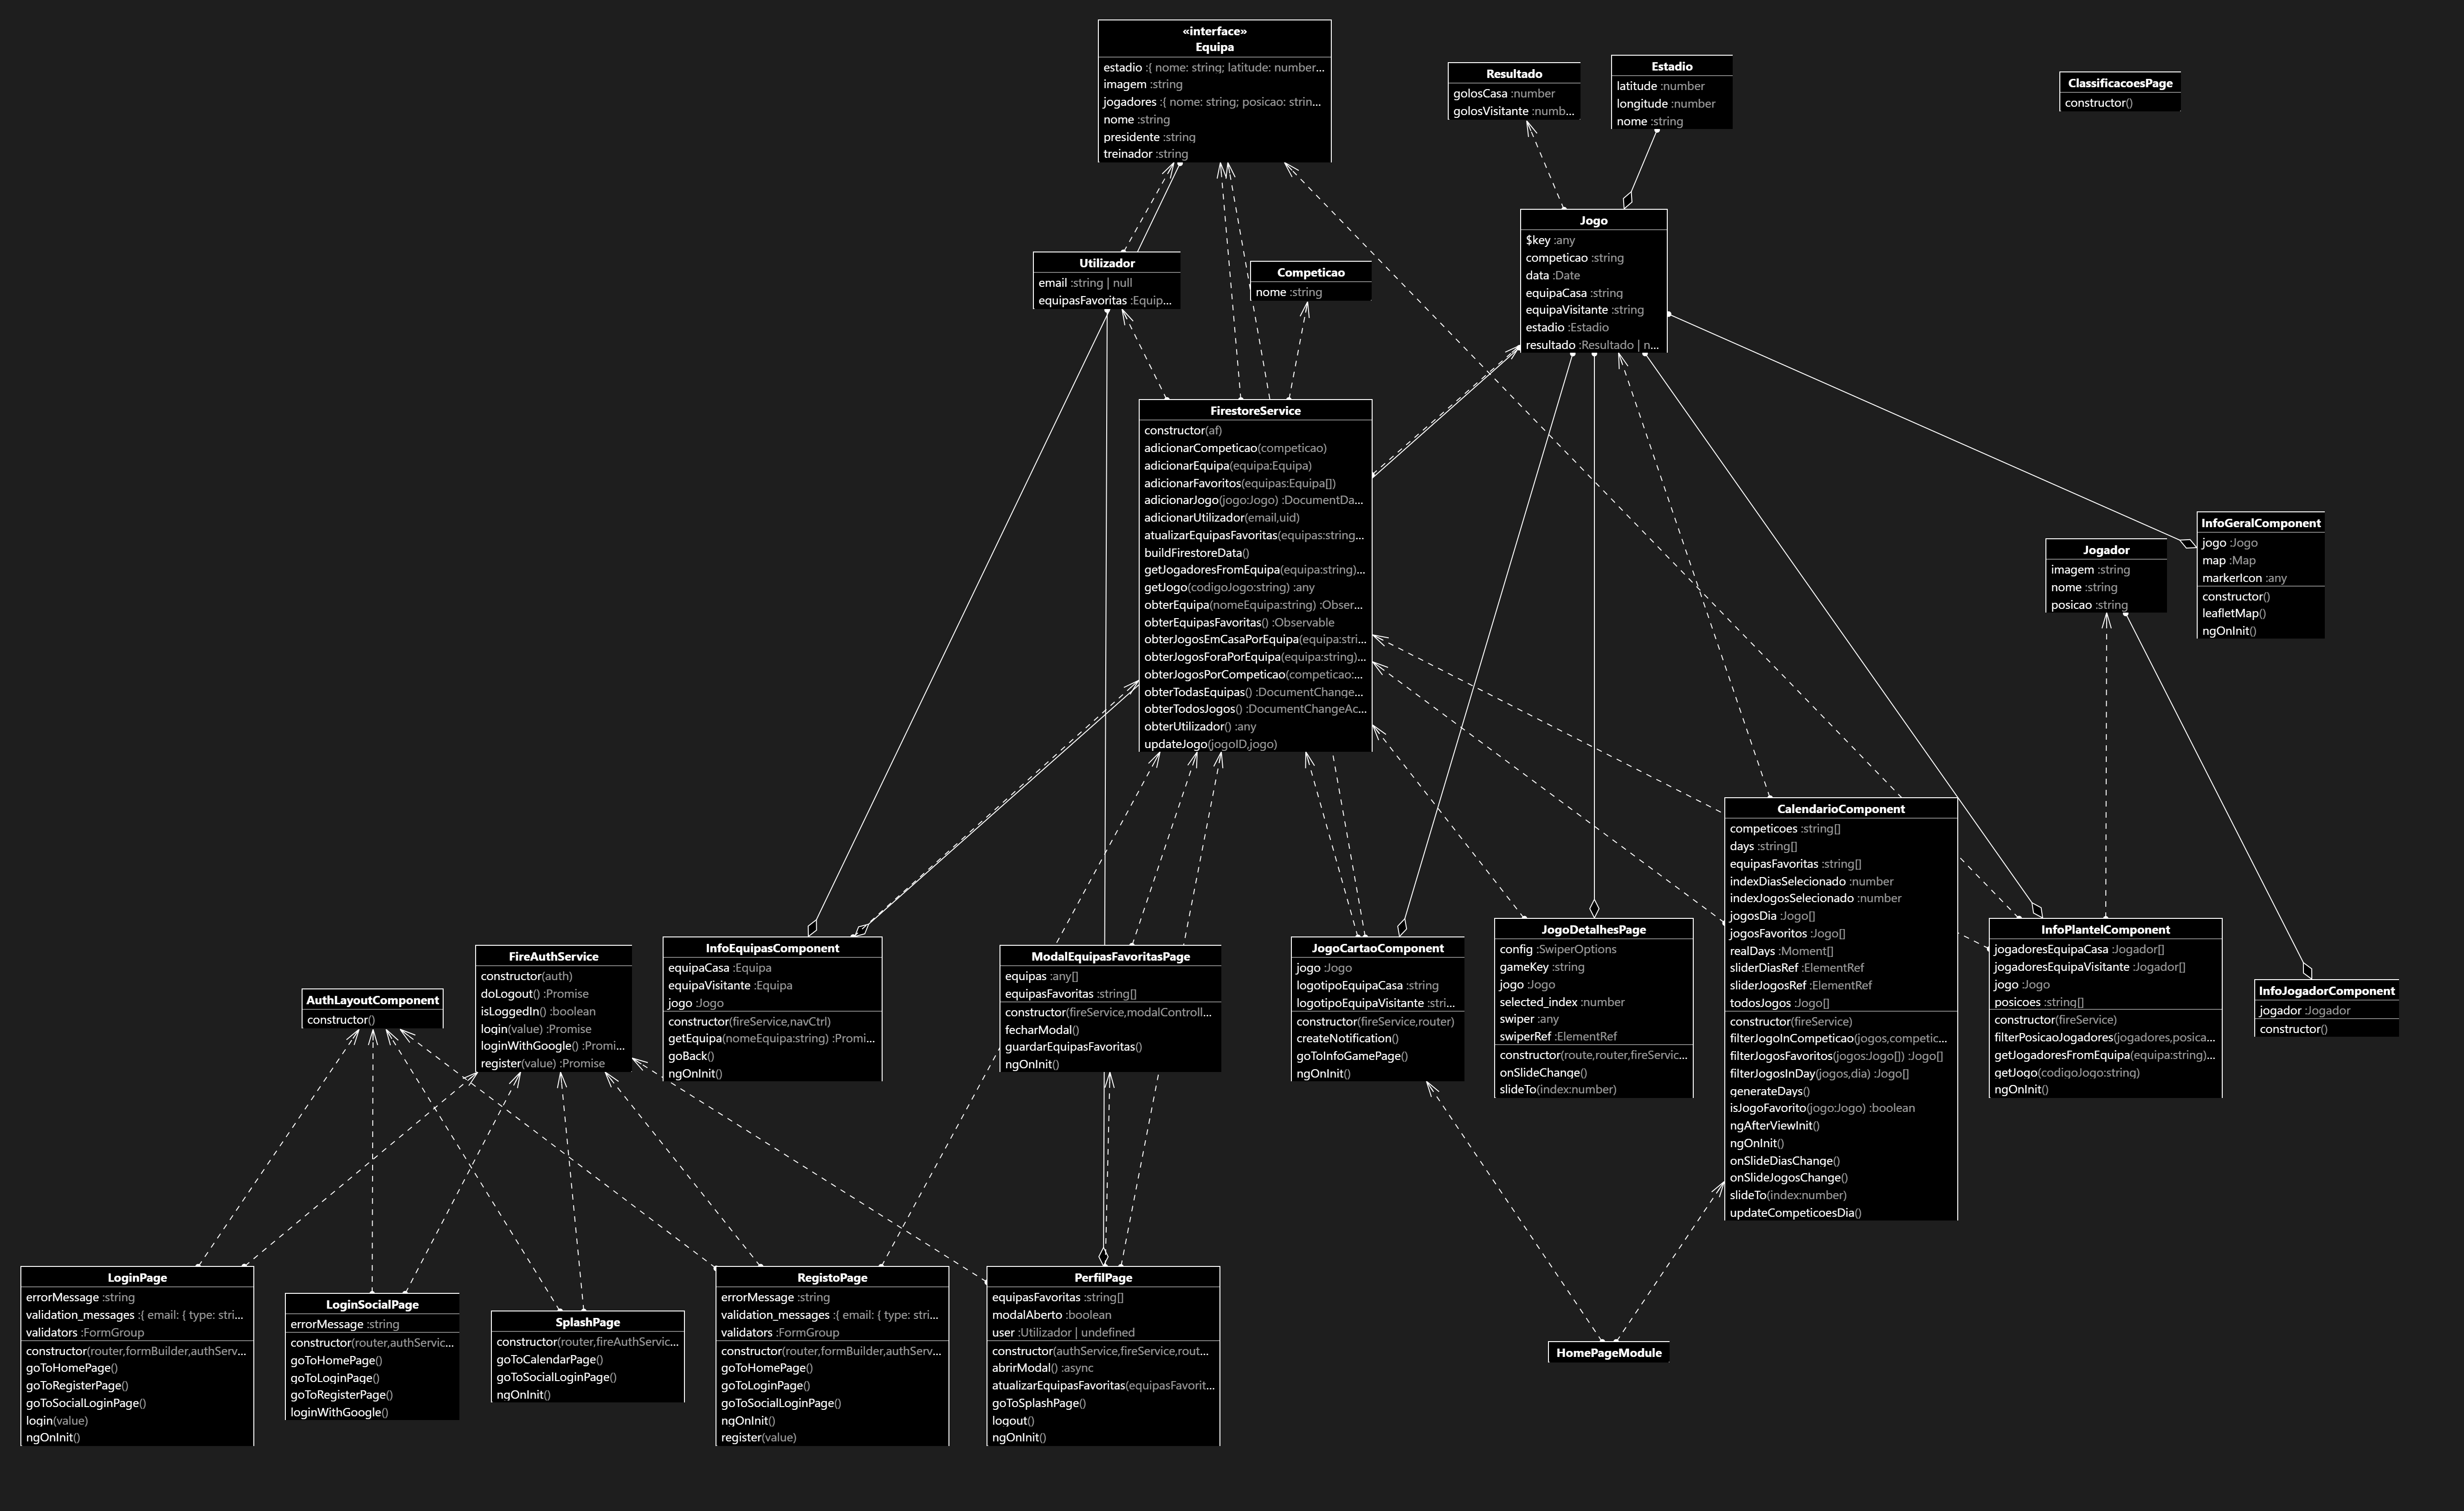 «interface»
Equipa
estadio :{ nome: string; latitude: number...
imagem :string
jogadores :{ nome: string; posicao: strin...
nome :string
presidente :string
treinador :string
Resultado
golosCasa :number
golosVisitante :numb...
Estadio
latitude :number
longitude :number
nome :string
ClassificacoesPage
constructor()
Utilizador
email :string | null
equipasFavoritas :Equip...
Competicao
nome :string
Jogo
$key :any
competicao :string
data :Date
equipaCasa :string
equipaVisitante :string
estadio :Estadio
resultado :Resultado | n...
FirestoreService
constructor(af)
adicionarCompeticao(competicao)
adicionarEquipa(equipa:Equipa)
adicionarFavoritos(equipas:Equipa[])
adicionarJogo(jogo:Jogo) :DocumentDa...
adicionarUtilizador(email,uid)
atualizarEquipasFavoritas(equipas:string...
buildFirestoreData()
getJogadoresFromEquipa(equipa:string)...
getJogo(codigoJogo:string) :any
obterEquipa(nomeEquipa:string) :Obser...
obterEquipasFavoritas() :Observable
obterJogosEmCasaPorEquipa(equipa:stri...
obterJogosForaPorEquipa(equipa:string)...
obterJogosPorCompeticao(competicao:...
obterTodasEquipas() :DocumentChange...
obterTodosJogos() :DocumentChangeAc...
obterUtilizador() :any
updateJogo(jogoID,jogo)
InfoGeralComponent
jogo :Jogo
map :Map
markerIcon :any
constructor()
leafletMap()
ngOnInit()
Jogador
imagem :string
nome :string
posicao :string
CalendarioComponent
competicoes :string[]
days :string[]
equipasFavoritas :string[]
indexDiasSelecionado :number
indexJogosSelecionado :number
jogosDia :Jogo[]
jogosFavoritos :Jogo[]
realDays :Moment[]
sliderDiasRef :ElementRef
sliderJogosRef :ElementRef
todosJogos :Jogo[]
constructor(fireService)
filterJogoInCompeticao(jogos,competic...
filterJogosFavoritos(jogos:Jogo[]) :Jogo[]
filterJogosInDay(jogos,dia) :Jogo[]
generateDays()
isJogoFavorito(jogo:Jogo) :boolean
ngAfterViewInit()
ngOnInit()
onSlideDiasChange()
onSlideJogosChange()
slideTo(index:number)
updateCompeticoesDia()
AuthLayoutComponent
constructor()
FireAuthService
constructor(auth)
doLogout() :Promise
isLoggedIn() :boolean
login(value) :Promise
loginWithGoogle() :Promi...
register(value) :Promise
InfoEquipasComponent
equipaCasa :Equipa
equipaVisitante :Equipa
jogo :Jogo
constructor(fireService,navCtrl)
getEquipa(nomeEquipa:string) :Promi...
goBack()
ngOnInit()
ModalEquipasFavoritasPage
equipas :any[]
equipasFavoritas :string[]
constructor(fireService,modalControll...
fecharModal()
guardarEquipasFavoritas()
ngOnInit()
JogoCartaoComponent
jogo :Jogo
logotipoEquipaCasa :string
logotipoEquipaVisitante :stri...
constructor(fireService,router)
createNotification()
goToInfoGamePage()
ngOnInit()
JogoDetalhesPage
config :SwiperOptions
gameKey :string
jogo :Jogo
selected_index :number
swiper :any
swiperRef :ElementRef
constructor(route,router,fireServic...
onSlideChange()
slideTo(index:number)
InfoPlantelComponent
jogadoresEquipaCasa :Jogador[]
jogadoresEquipaVisitante :Jogador[]
jogo :Jogo
posicoes :string[]
constructor(fireService)
filterPosicaoJogadores(jogadores,posica...
getJogadoresFromEquipa(equipa:string)...
getJogo(codigoJogo:string)
ngOnInit()
InfoJogadorComponent
jogador :Jogador
constructor()
LoginPage
errorMessage :string
validation_messages :{ email: { type: stri...
validators :FormGroup
constructor(router,formBuilder,authServ...
goToHomePage()
goToRegisterPage()
goToSocialLoginPage()
login(value)
ngOnInit()
LoginSocialPage
errorMessage :string
constructor(router,authServic...
goToHomePage()
goToLoginPage()
goToRegisterPage()
loginWithGoogle()
SplashPage
constructor(router,fireAuthServic...
goToCalendarPage()
goToSocialLoginPage()
ngOnInit()
RegistoPage
errorMessage :string
validation_messages :{ email: { type: stri...
validators :FormGroup
constructor(router,formBuilder,authServ...
goToHomePage()
goToLoginPage()
goToSocialLoginPage()
ngOnInit()
register(value)
PerfilPage
equipasFavoritas :string[]
modalAberto :boolean
user :Utilizador | undefined
constructor(authService,fireService,rout...
abrirModal() :async
atualizarEquipasFavoritas(equipasFavorit...
goToSplashPage()
logout()
ngOnInit()
HomePageModule